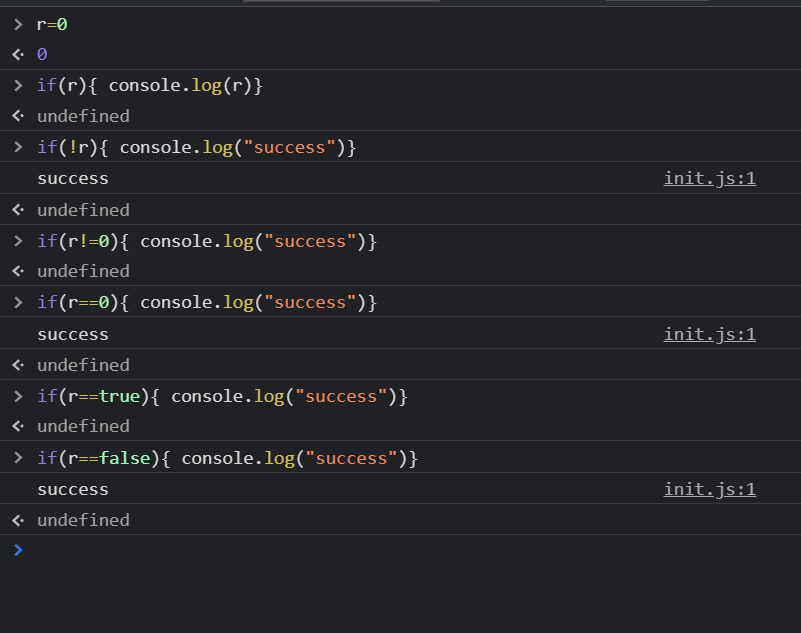 > r=0
<· 0
> if(r){ console.log(r)}
<· undefined
> if(!r){ console.log("success")}
success init.js:1
<· undefined
> if(r!=0){ console.log("success")}
<· undefined
> if(r==0){ console.log("success")}
success init.js:1
<· undefined
> if(r==true){ console.log("success")}
<· undefined
> if(r==false){ console.log("success")}
success init.js:1
<· undefined
>